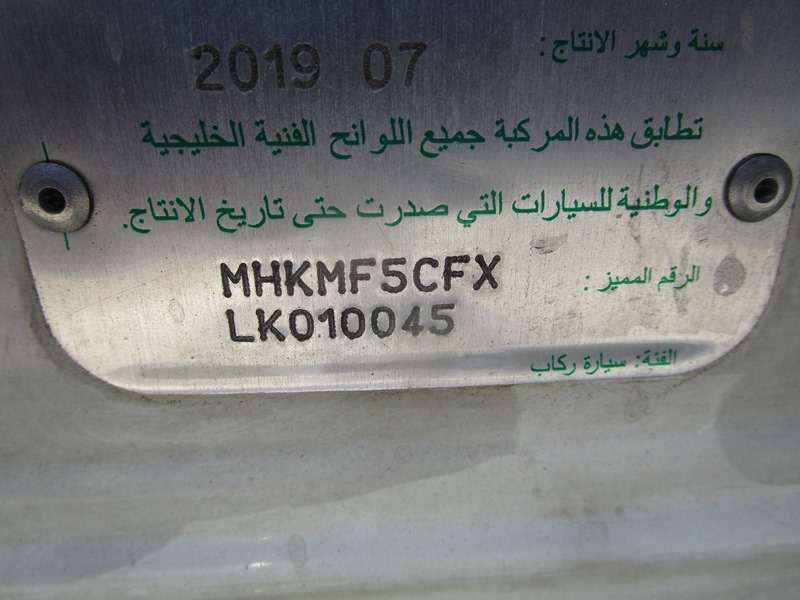 سنة وشهر الانتاج: 2019 07
تطابق هذه المركبة جميع اللوانح الفنية الخليجية
والوطنية للسيارات التي صدرت حتى تاريخ الانتاج.
الرقم المميز : MHKMF5CFX
LK010045
الفئة: سيارة ركاب